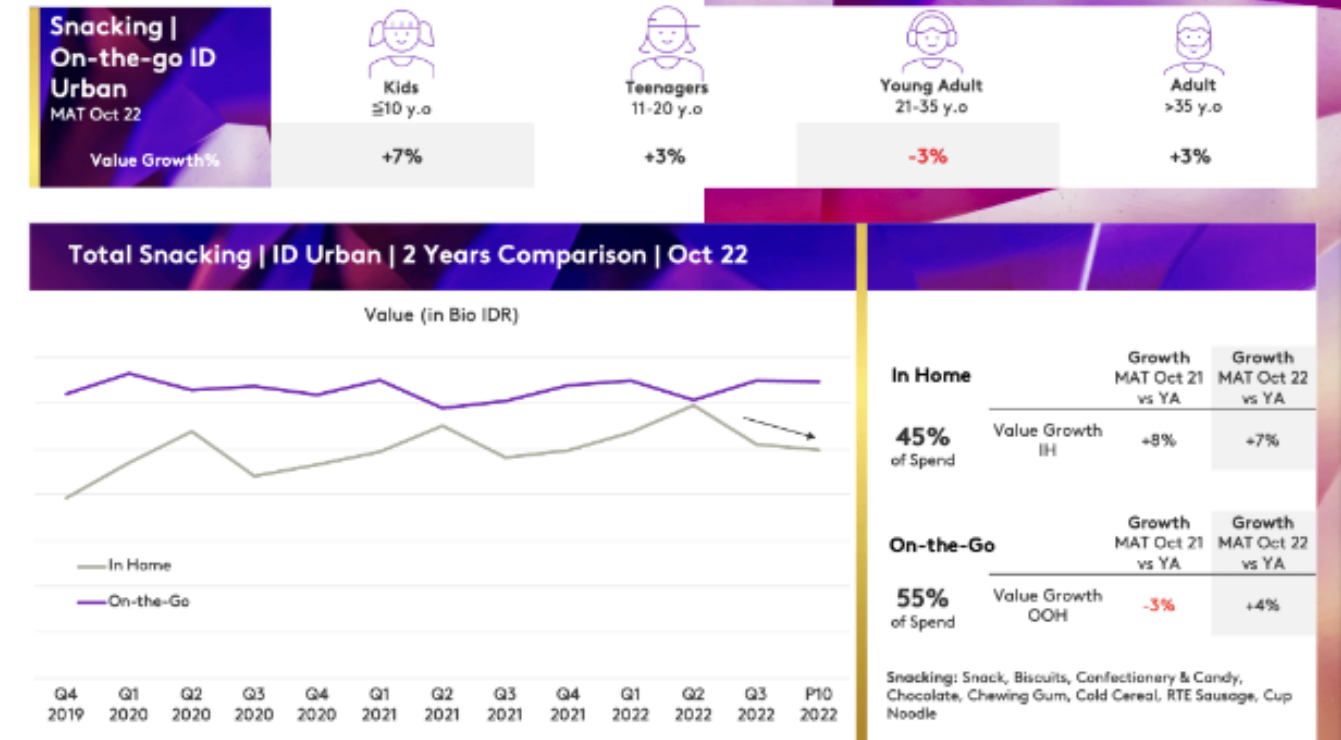 Snacking |
On-the-go ID
Urban
MAT Oct 22
Value Growth%
Kids
≦10 y.o
+7%
Teenagers
11-20 y.o
+3%
Young Adult
21-35 y.o
-3%
Adult
>35 y.o
+3%
Total Snacking | ID Urban | 2 Years Comparison | Oct 22
Value (in Bio IDR)
In Home
On-the-Go
Q4 Q1 Q2 Q3 Q4 Q1 Q2 Q3 Q4 Q1 Q2 Q3 P10
2019 2020 2020 2020 2020 2021 2021 2021 2021 2022 2022 2022 2022
In Home
Growth
MAT Oct 21
vs YA
Growth
MAT Oct 22
vs YA
45%
of Spend
Value Growth
IH
+8%
+7%
On-the-Go
Growth
MAT Oct 21
vs YA
Growth
MAT Oct 22
vs YA
55%
of Spend
Value Growth
OOH
-3%
+4%
Snacking: Snack, Biscuits, Confectionery & Candy,
Chocolate, Chewing Gum, Cold Cereal, RTE Sausage, Cup
Noodle